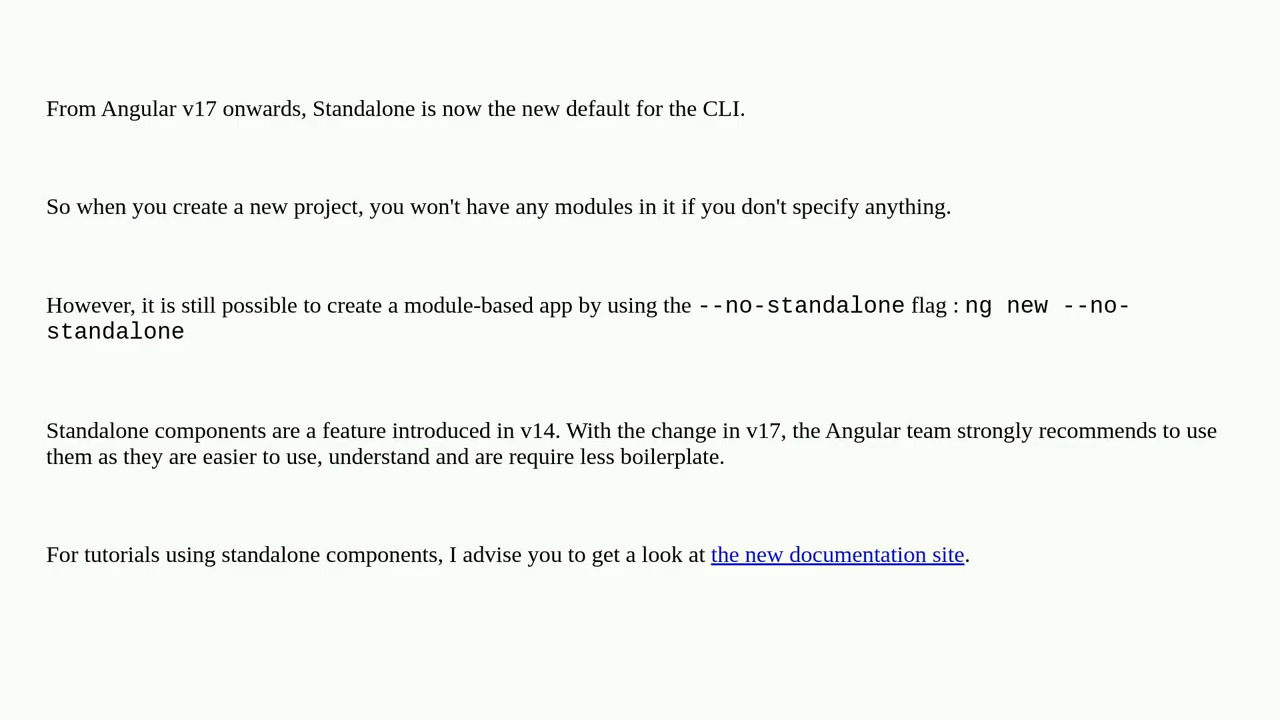 From Angular v17 onwards, Standalone is now the new default for the CLI.
So when you create a new project, you won't have any modules in it if you don't specify anything.
However, it is still possible to create a module-based app by using the --no-standalone flag : ng new --no-
standalone
Standalone components are a feature introduced in v14. With the change in v17, the Angular team strongly recommends to use
them as they are easier to use, understand and are require less boilerplate.
For tutorials using standalone components, I advise you to get a look at the new documentation site.